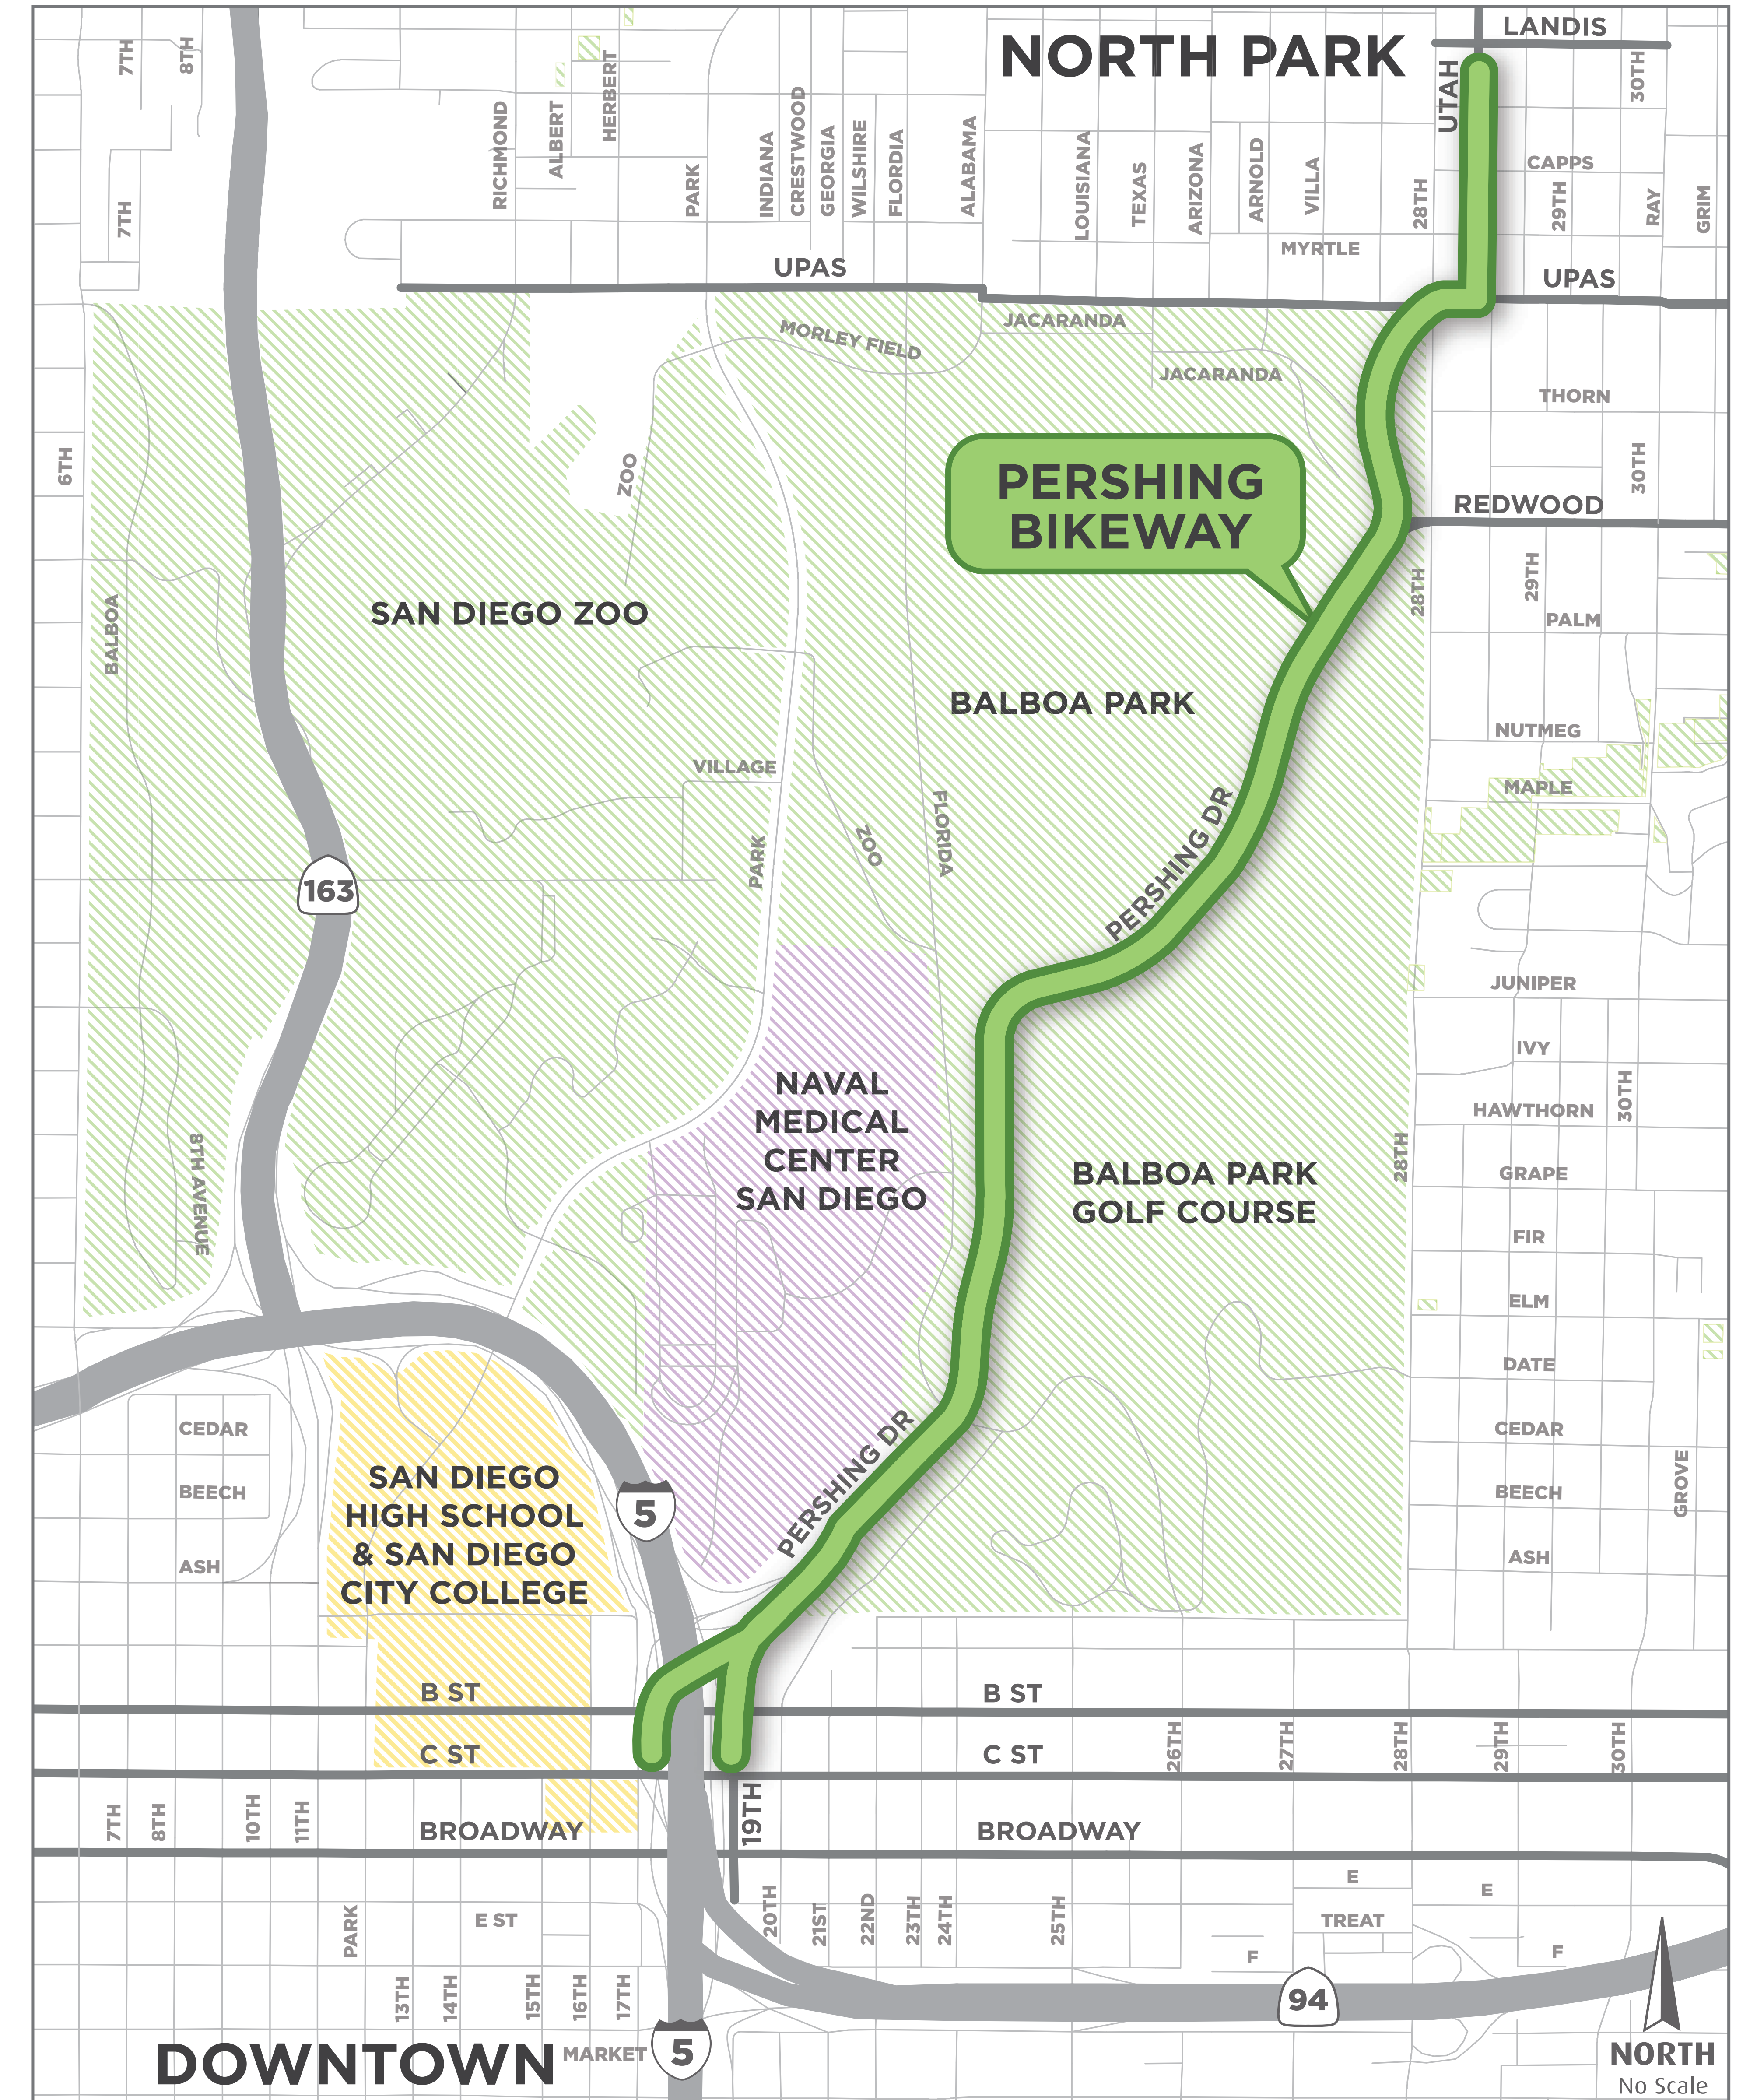 LANDIS
NORTH PARK
7TH
8TH
HERBERT
UTAH
30TH
RICHMOND
ALBERT
PARK
INDIANA
CRESTWOOD
GEORGIA
WILSHIRE
FLORDIA
ALABAMA
LOUISIANA
TEXAS
ARIZONA
ARNOLD
VILLA
28TH
CAPPS
29TH
RAY
GRIM
7TH
MYRTLE
UPAS
UPAS
MORLEY FIELD
JACARANDA
JACARANDA
THORN
6TH
ZOO
30TH
PERSHING
BIKEWAY
REDWOOD
BALBOA
SAN DIEGO ZOO
28TH
29TH
PALM
BALBOA PARK
NUTMEG
VILLAGE
MAPLE
PARK
ZOO
FLORIDA
PERSHING DR
163
JUNIPER
IVY
NAVAL
MEDICAL
CENTER
SAN DIEGO
30TH
HAWTHORN
8TH AVENUE
28TH
BALBOA PARK
GOLF COURSE
GRAPE
FIR
ELM
DATE
CEDAR
CEDAR
PERSHING DR
BEECH
BEECH
GROVE
SAN DIEGO
HIGH SCHOOL
& SAN DIEGO
CITY COLLEGE
5
ASH
ASH
B ST
B ST
C ST
C ST
26TH
27TH
28TH
29TH
30TH
7TH
8TH
10TH
11TH
19TH
BROADWAY
BROADWAY
E
E
PARK
E ST
20TH
21ST
22ND
23TH
24TH
25TH
TREAT
F
F
13TH
14TH
15TH
16TH
17TH
94
DOWNTOWN
MARKET
5
NORTH
No Scale